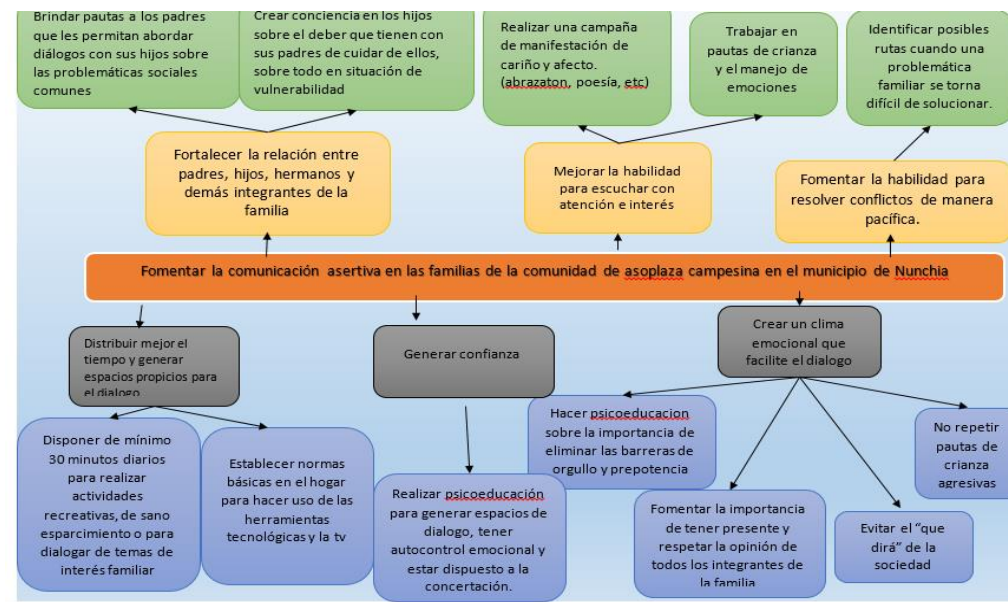 Brindar pautas a los padres
que les permitan abordar
diálogos con sus hijos sobre
las problemáticas sociales
comunes
Crear conciencia en los hijos
sobre el deber que tienen con
sus padres de cuidar de ellos,
sobre todo en situación de
vulnerabilidad
Realizar una campaña
de manifestación de
cariño y afecto.
(abrazaton, poesía, etc)
Trabajar en
pautas de crianza
y el manejo de
emociones
Identificar posibles
rutas cuando una
problemática
familiar se torna
difícil de solucionar.
Fortalecer la relación entre
padres, hijos, hermanos y
demás integrantes de la
familia
Mejorar la habilidad
para escuchar con
atención e interés
Fomentar la habilidad para
resolver conflictos de manera
pacífica.
Fomentar la comunicación asertiva en las familias de la comunidad de asoplaza campesina en el municipio de Nunchia
Distribuir mejor el
tiempo y generar
espacios propicios para
el dialogo
Generar confianza
Crear un clima
emocional que
facilite el dialogo
Disponer de mínimo
30 minutos diarios
para realizar
actividades
recreativas, de sano
esparcimiento o para
dialogar de temas de
interés familiar
Establecer normas
básicas en el hogar
para hacer uso de las
herramientas
tecnológicas y la tv
Realizar psicoeducación
para generar espacios de
dialogo, tener
autocontrol emocional y
estar dispuesto a la
concertación.
Hacer psicoeducacion
sobre la importancia de
eliminar las barreras de
orgullo y prepotencia
Fomentar la importancia
de tener presente y
respetar la opinión de
todos los integrantes de
la familia
Evitar el “que
dirá” de la
sociedad
No repetir
pautas de
crianza
agresivas